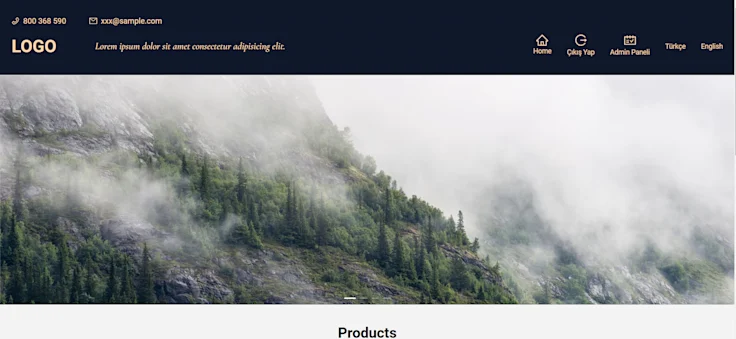 800 368 590
xxx@sample.com
LOGO
Lorem ipsum dolor sit amet consectetur adipisicing elit.
Home
Çıkış Yap
Admin Paneli
Türkçe
English
Products